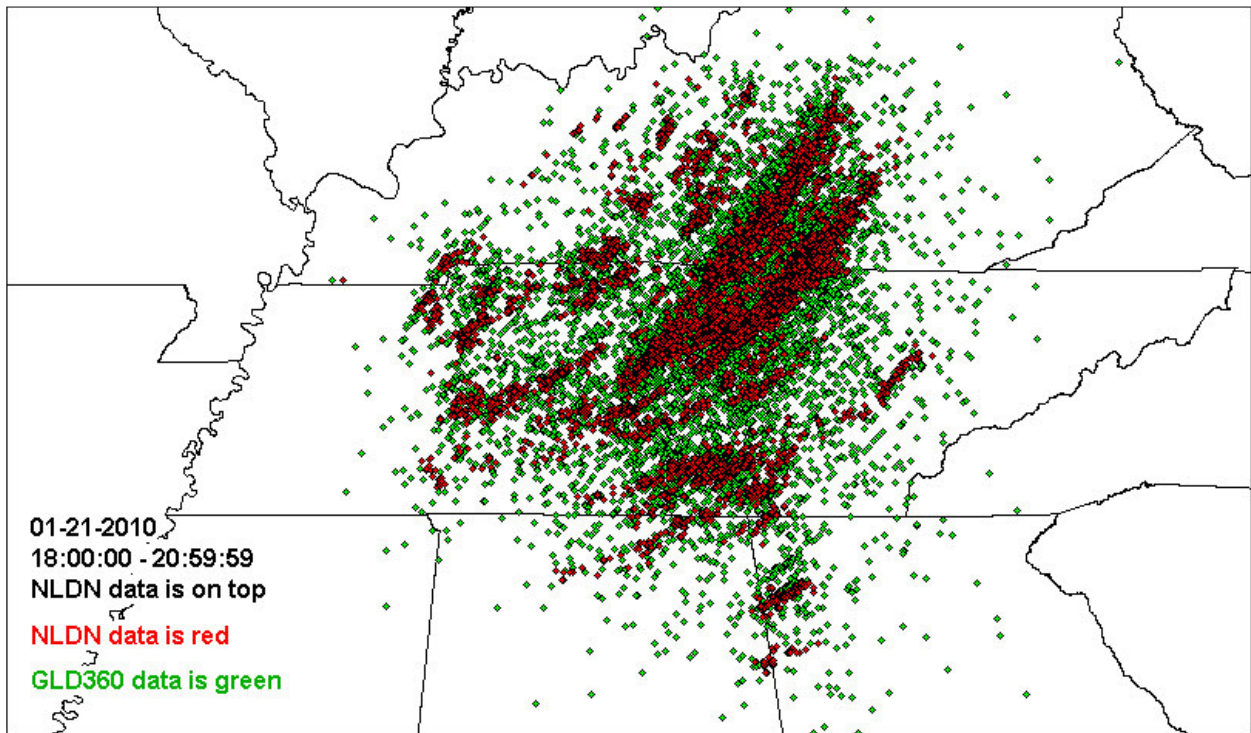 01-21-2010
18:00:00 - 20:59:59
NLDN data is on top
NLDN data is red
GLD360 data is green